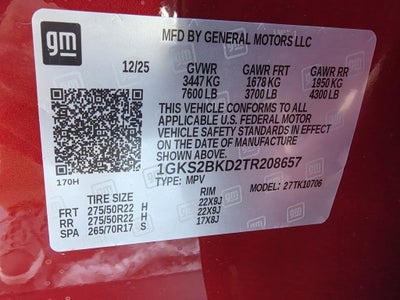 gm
MFD BY GENERAL MOTORS LLC
12/25 GVWR GAWR FRT GAWR RR
3447 KG 1678 KG 1950 KG
7600 LB 3700 LB 4300 LB
THIS VEHICLE CONFORMS TO ALL
APPLICABLE U.S. FEDERAL MOTOR
VEHICLE SAFETY STANDARDS IN EFFECT
ON THE DATE OF MANUFACTURE
SHOWN ABOVE.
1GKS2BKD2TR208657
170H TYPE: MPV 27TK10706
TIRE SIZE RIM
FRT 275/50R22 H 22X9J
RR 275/50R22 H 22X9J
SPA 265/70R17 S 17X8J